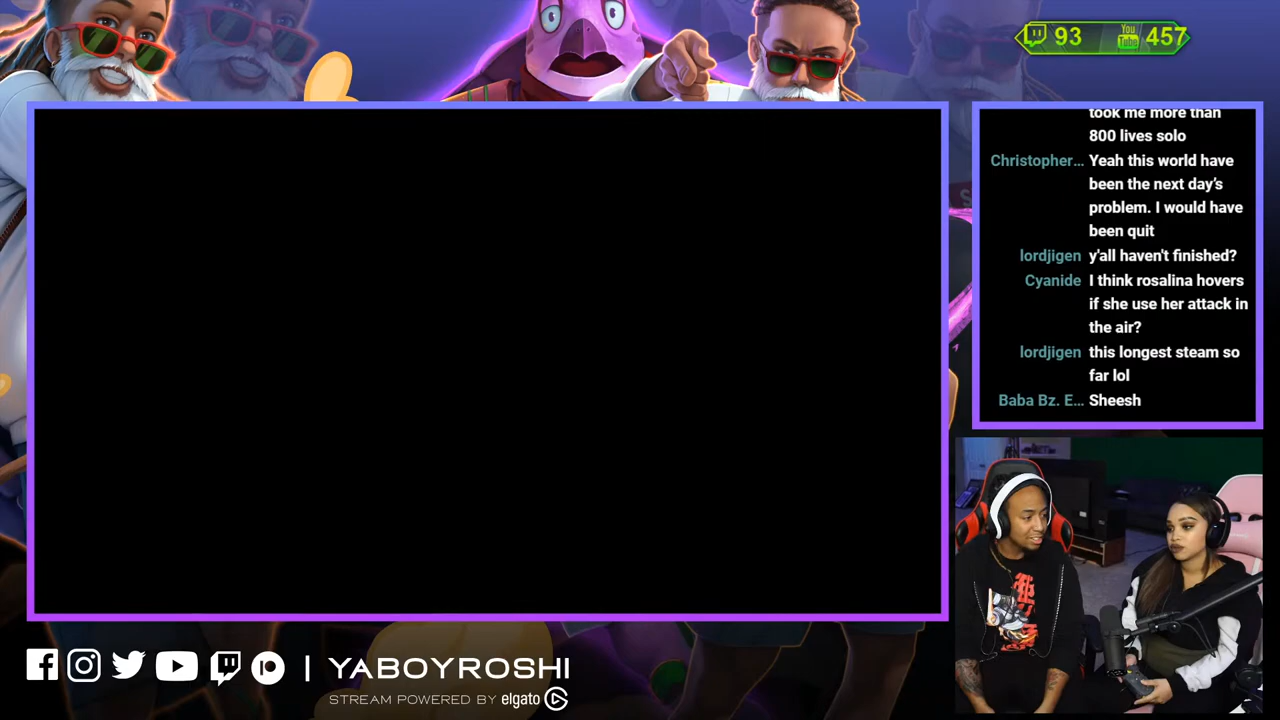 93
You
Tube
457
took me more than
800 lives solo
Christopher… Yeah this world have
been the next day's
problem. I would have
been quit
lordjigen y'all haven't finished?
Cyanide I think rosalina hovers
if she use her attack in
the air?
lordjigen this longest steam so
far lol
Baba Bz. E… Sheesh
| YABOYROSHI
STREAM POWERED BY elgato